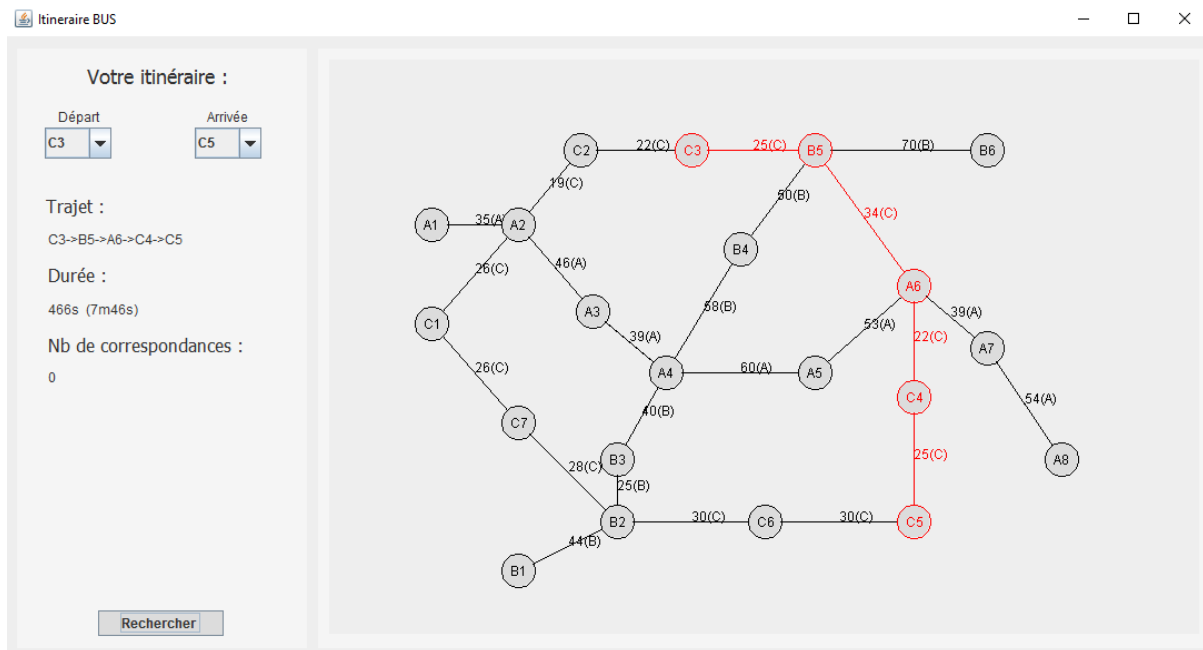 Itineraire BUS
Votre itinéraire :
Départ Arrivée
C3 C5
Trajet :
C3->B5->A6->C4->C5
Durée :
466s (7m46s)
Nb de correspondances :
0
Rechercher
C2 22(C) C3 25(C) B5 70(B) B6
19(C) 50(B)
34(C)
A1 35(A) A2
B4
46(A)
26(C)
A6
58(B)
A3 39(A)
C1 53(A)
39(A) 22(C)
A7
26(C) 60(A)
A4 A5
C4 54(A)
40(B)
C7
25(C)
B3 A8
28(C)
25(B)
30(C) 30(C)
B2 C6 C5
44(B)
B1